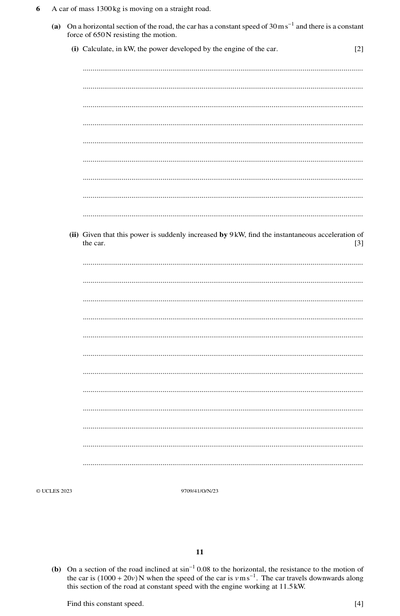 6 A car of mass 1300 kg is moving on a straight road.
(a) On a horizontal section of the road, the car has a constant speed of 30 m s⁻¹ and there is a constant
force of 650 N resisting the motion.
(i) Calculate, in kW, the power developed by the engine of the car. [2]
(ii) Given that this power is suddenly increased by 9 kW, find the instantaneous acceleration of
the car. [3]
© UCLES 2023 9709/41/O/N/23
11
(b) On a section of the road inclined at sin⁻¹ 0.08 to the horizontal, the resistance to the motion of
the car is (1000 + 20v) N when the speed of the car is v m s⁻¹. The car travels downwards along
this section of the road at constant speed with the engine working at 11.5 kW.
Find this constant speed. [4]